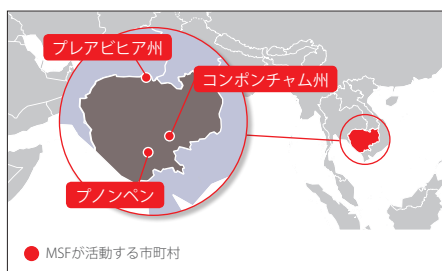 プレアビヒア州
コンポンチャム州
プノンペン
MSFが活動する市町村